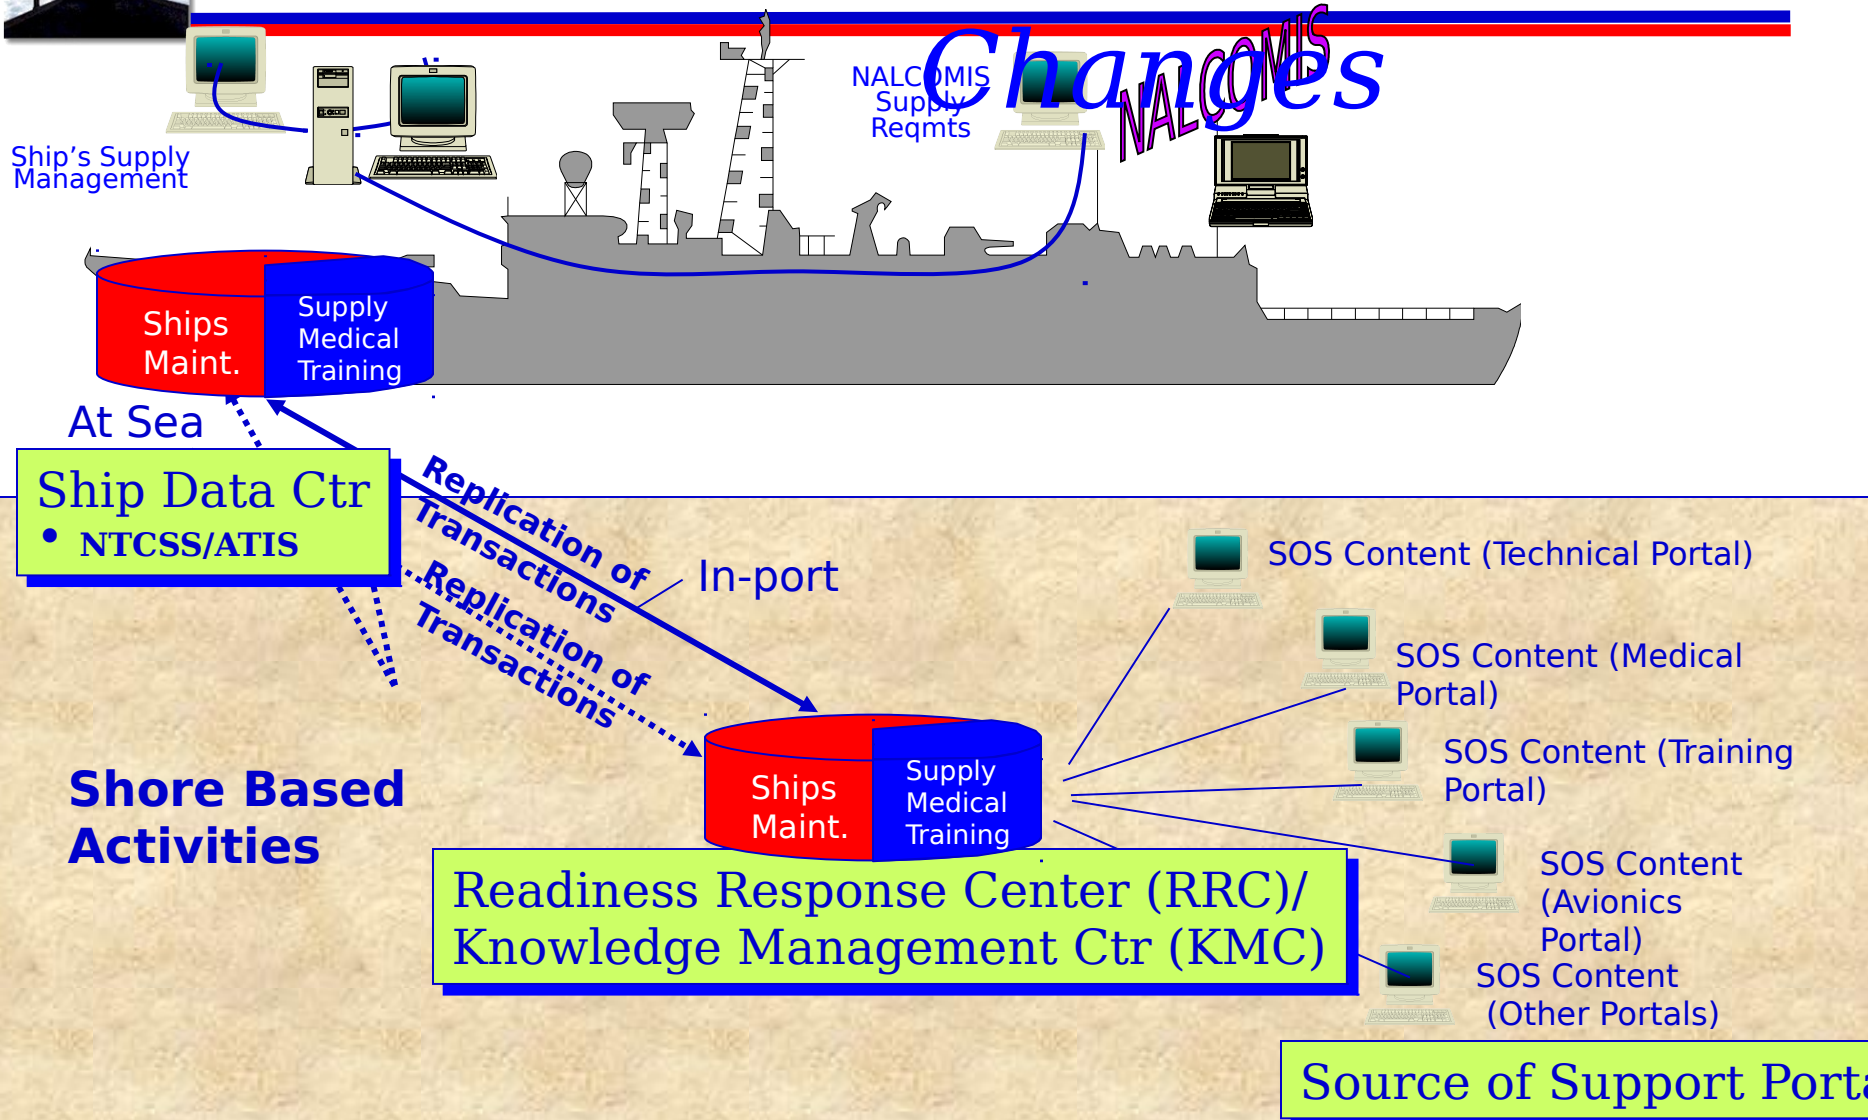 Changes
NALCOMIS
NALCOMIS
Supply
Reqmts
Ship’s Supply
Management
Ships
Maint.
Supply
Medical
Training
At Sea
Ship Data Ctr
• NTCSS/ATIS
Replication of
Transactions
Replication of
Transactions
In-port
SOS Content (Technical Portal)
SOS Content (Medical
Portal)
SOS Content (Training
Portal)
SOS Content
(Avionics
Portal)
SOS Content
(Other Portals)
Shore Based
Activities
Ships
Maint.
Supply
Medical
Training
Readiness Response Center (RRC)/
Knowledge Management Ctr (KMC)
Source of Support